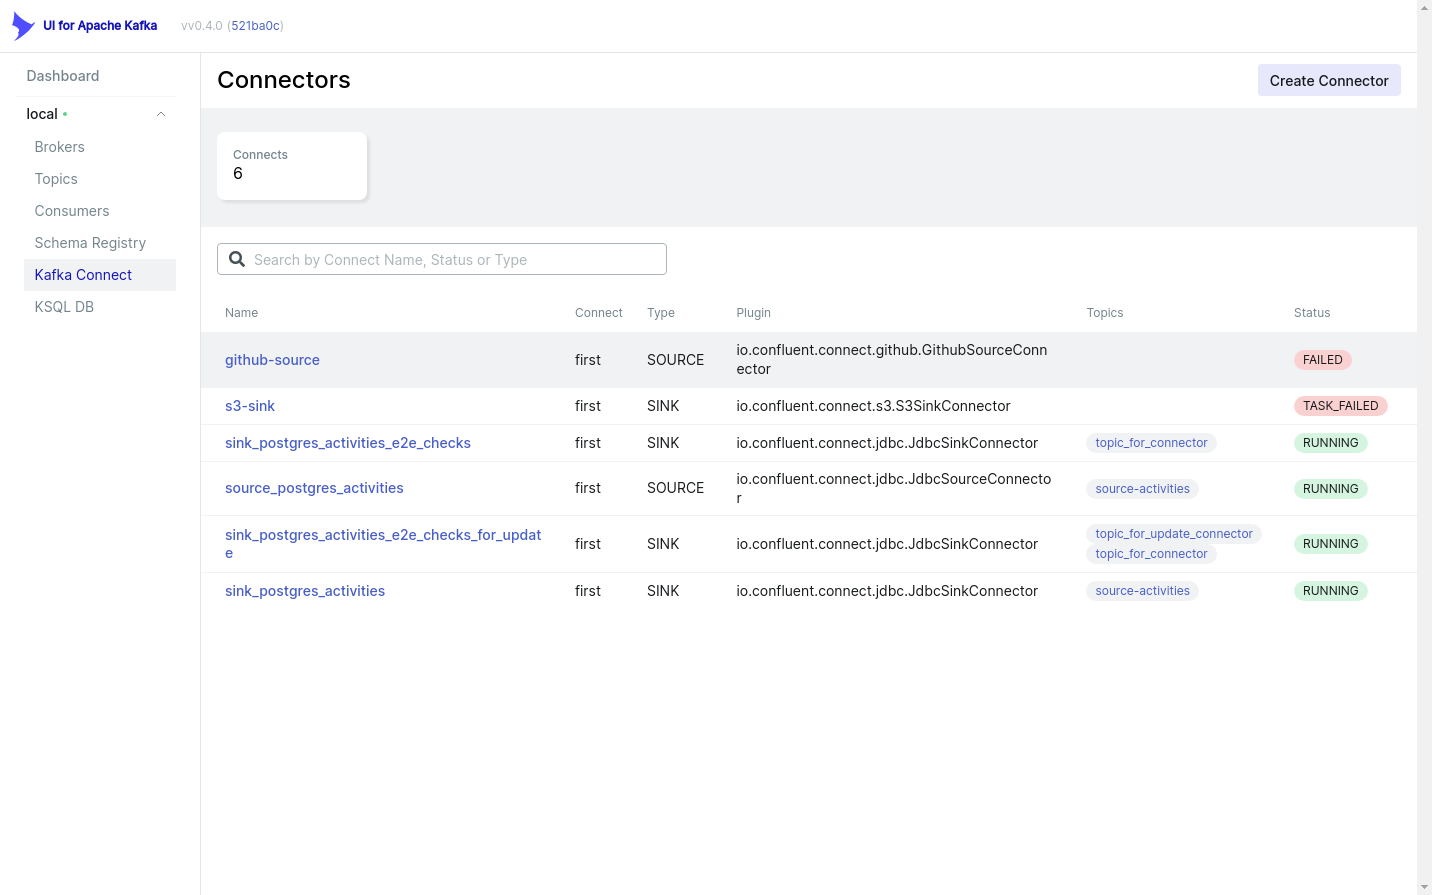 UI for Apache Kafka
vv0.4.0 (521ba0c)
Dashboard
local
Brokers
Topics
Consumers
Schema Registry
Kafka Connect
KSQL DB
Connectors
Create Connector
Connects
6
Search by Connect Name, Status or Type
Name Connect Type Plugin Topics Status
github-source first SOURCE io.confluent.connect.github.GithubSourceConn
ector FAILED
s3-sink first SINK io.confluent.connect.s3.S3SinkConnector TASK_FAILED
sink_postgres_activities_e2e_checks first SINK io.confluent.connect.jdbc.JdbcSinkConnector topic_for_connector RUNNING
source_postgres_activities first SOURCE io.confluent.connect.jdbc.JdbcSourceConnecto
r source-activities RUNNING
sink_postgres_activities_e2e_checks_for_updat
e first SINK io.confluent.connect.jdbc.JdbcSinkConnector topic_for_update_connector
topic_for_connector RUNNING
sink_postgres_activities first SINK io.confluent.connect.jdbc.JdbcSinkConnector source-activities RUNNING